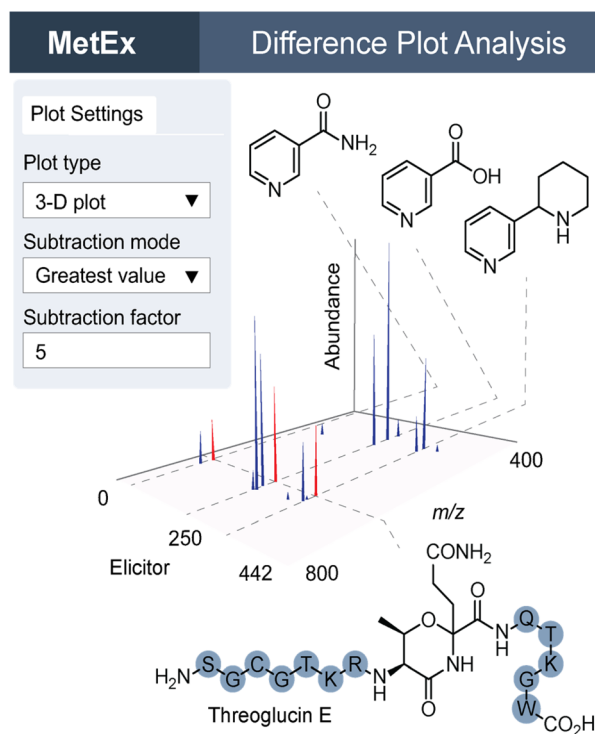 MetEx Difference Plot Analysis
Plot Settings
Plot type
3-D plot ▼
Subtraction mode
Greatest value ▼
Subtraction factor
5
O
NH₂
N
O
OH
N
N
H
N
Abundance
0
250
442
Elicitor
400
800
m/z
CONH₂
O
O
N
H
NH
O
N
H
H₂N S G C G T K R
Q T K G W
CO₂H
Threoglucin E